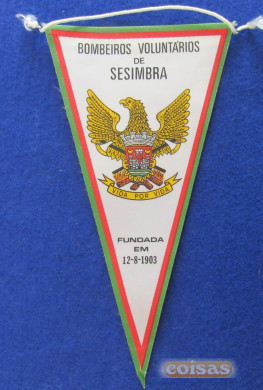 BOMBEIROS VOLUNTÁRIOS
DE
SESIMBRA
VIDA POR VIDA
FUNDADA
EM
12-8-1903
coisas